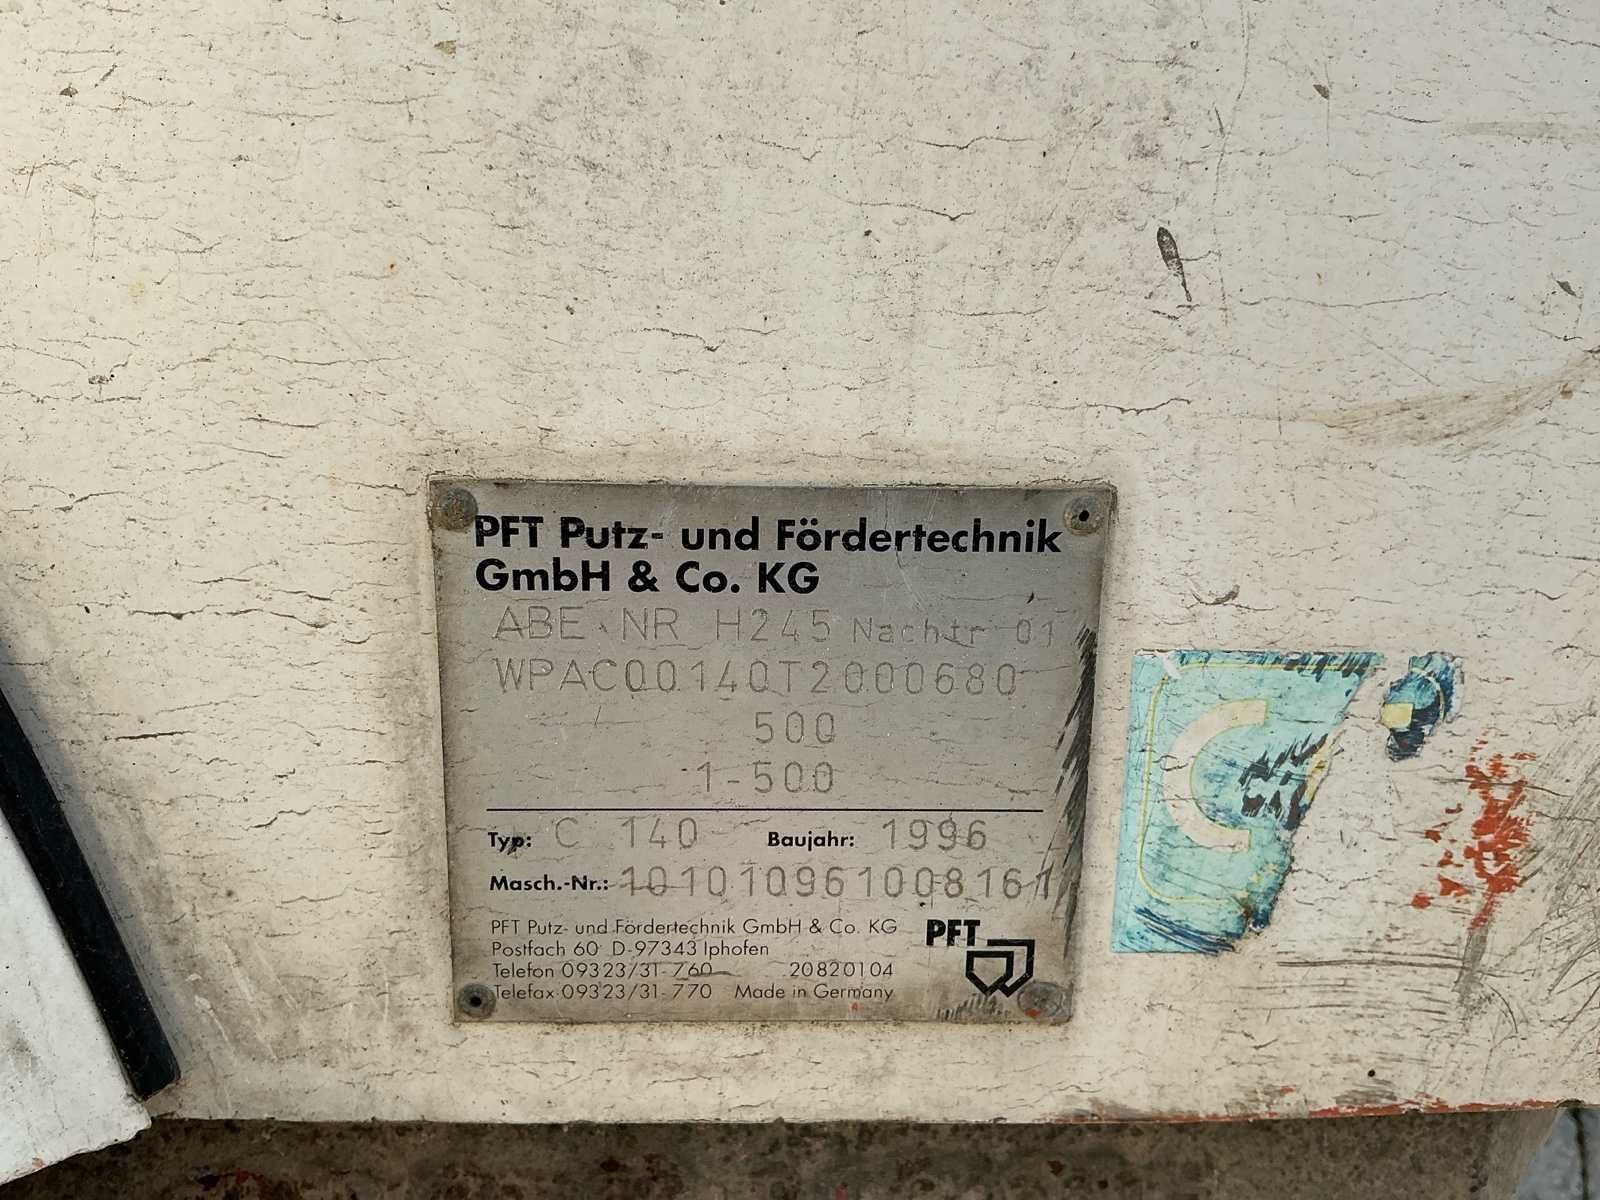 PFT Putz- und Fördertechnik
GmbH & Co. KG
ABE. NR H245 Nachtr 01
WPAC00140T2000680
500
1-500
Typ: C 140 Baujahr: 1996
Masch.-Nr.: 1010109610081 61
PFT Putz- und Fördertechnik GmbH & Co. KG
Postfach 60 D-97343 Iphofen
Telefon 09323/31-760 20820104
Telefax 09323/31-770 Made in Germany
PFT